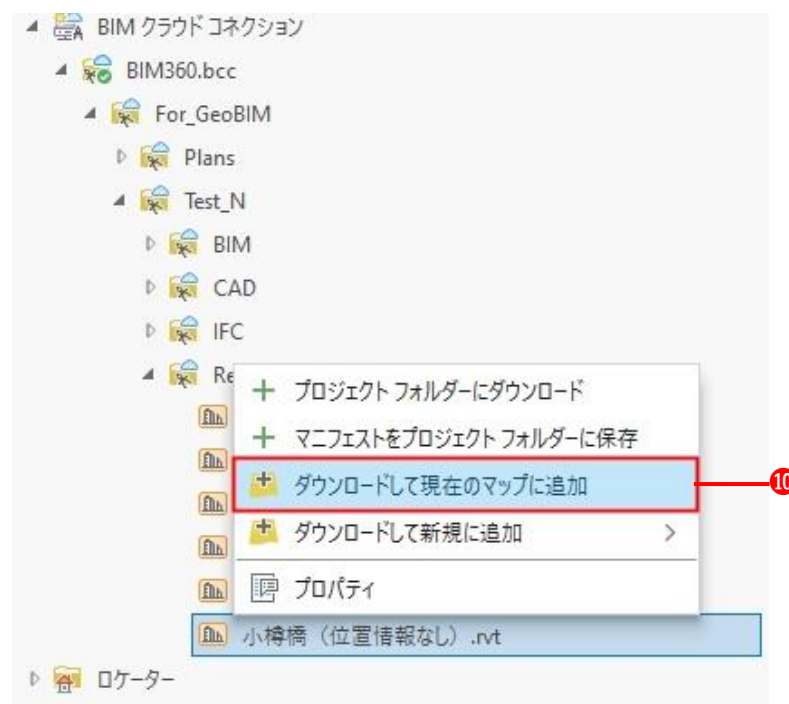 BIM クラウド コネクション
BIM360.bcc
For_GeoBIM
Plans
Test_N
BIM
CAD
IFC
Re
プロジェクト フォルダーにダウンロード
マニフェストをプロジェクト フォルダーに保存
ダウンロードして現在のマップに追加
⑩
ダウンロードして新規に追加
プロパティ
小樽橋（位置情報なし）.rvt
ロケーター